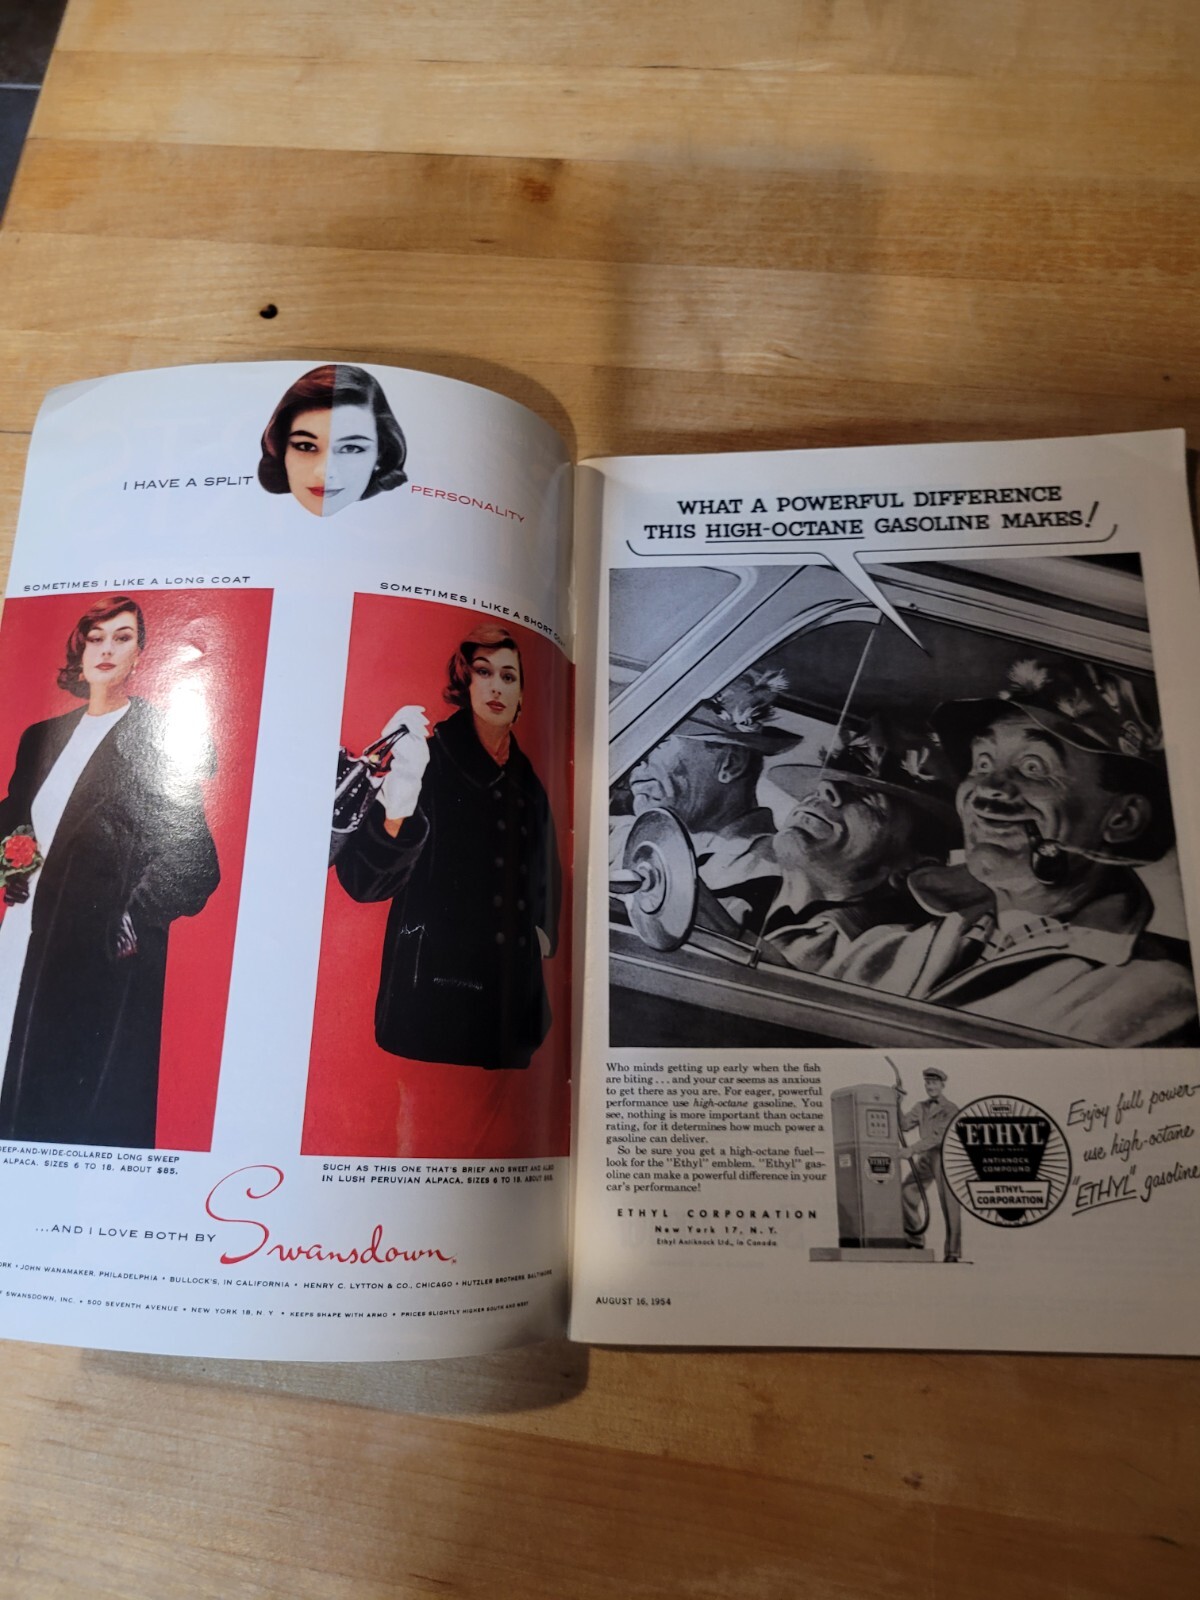 I HAVE A SPLIT
PERSONALITY
SOMETIMES I LIKE A LONG COAT
SOMETIMES I LIKE A SHORT
COLLARED LONG SWEEP
ALPACA. SIZES 6 TO 18. ABOUT $85.
SUCH AS THIS ONE THAT'S BRIEF AND SWEET AND ALSO
IN LUSH PERUVIAN ALPACA. SIZES 6 TO 18. ABOUT
...AND I LOVE BOTH BY
Swansdown
• JOHN WANAMAKER, PHILADELPHIA • BULLOCK'S, IN CALIFORNIA • HENRY C. LYTTON & CO., CHICAGO • HUTZLER BROTHERS, BALTIMORE
SWANSDOWN, INC. • 500 SEVENTH AVENUE • NEW YORK 18, N. Y. • KEEPS SHAPE WITH ARMO • PRICES SLIGHTLY HIGHER SOUTH AND WEST
WHAT A POWERFUL DIFFERENCE
THIS HIGH-OCTANE GASOLINE MAKES!
Who minds getting up early when the fish
are biting . . . and your car seems as anxious
to get there as you are. For eager, powerful
performance use high-octane gasoline. You
see, nothing is more important than octane
rating, for it determines how much power a
gasoline can deliver.
So be sure you get a high-octane fuel—
look for the "Ethyl" emblem. "Ethyl" gas-
oline can make a powerful difference in your
car's performance!
ETHYL CORPORATION
New York 17, N. Y.
Ethyl Antiknock Ltd., in Canada
"ETHYL"
ANTIKNOCK
COMPOUND
ETHYL
CORPORATION
Enjoy full power—
use high-octane
"ETHYL" gasoline
AUGUST 16, 1954